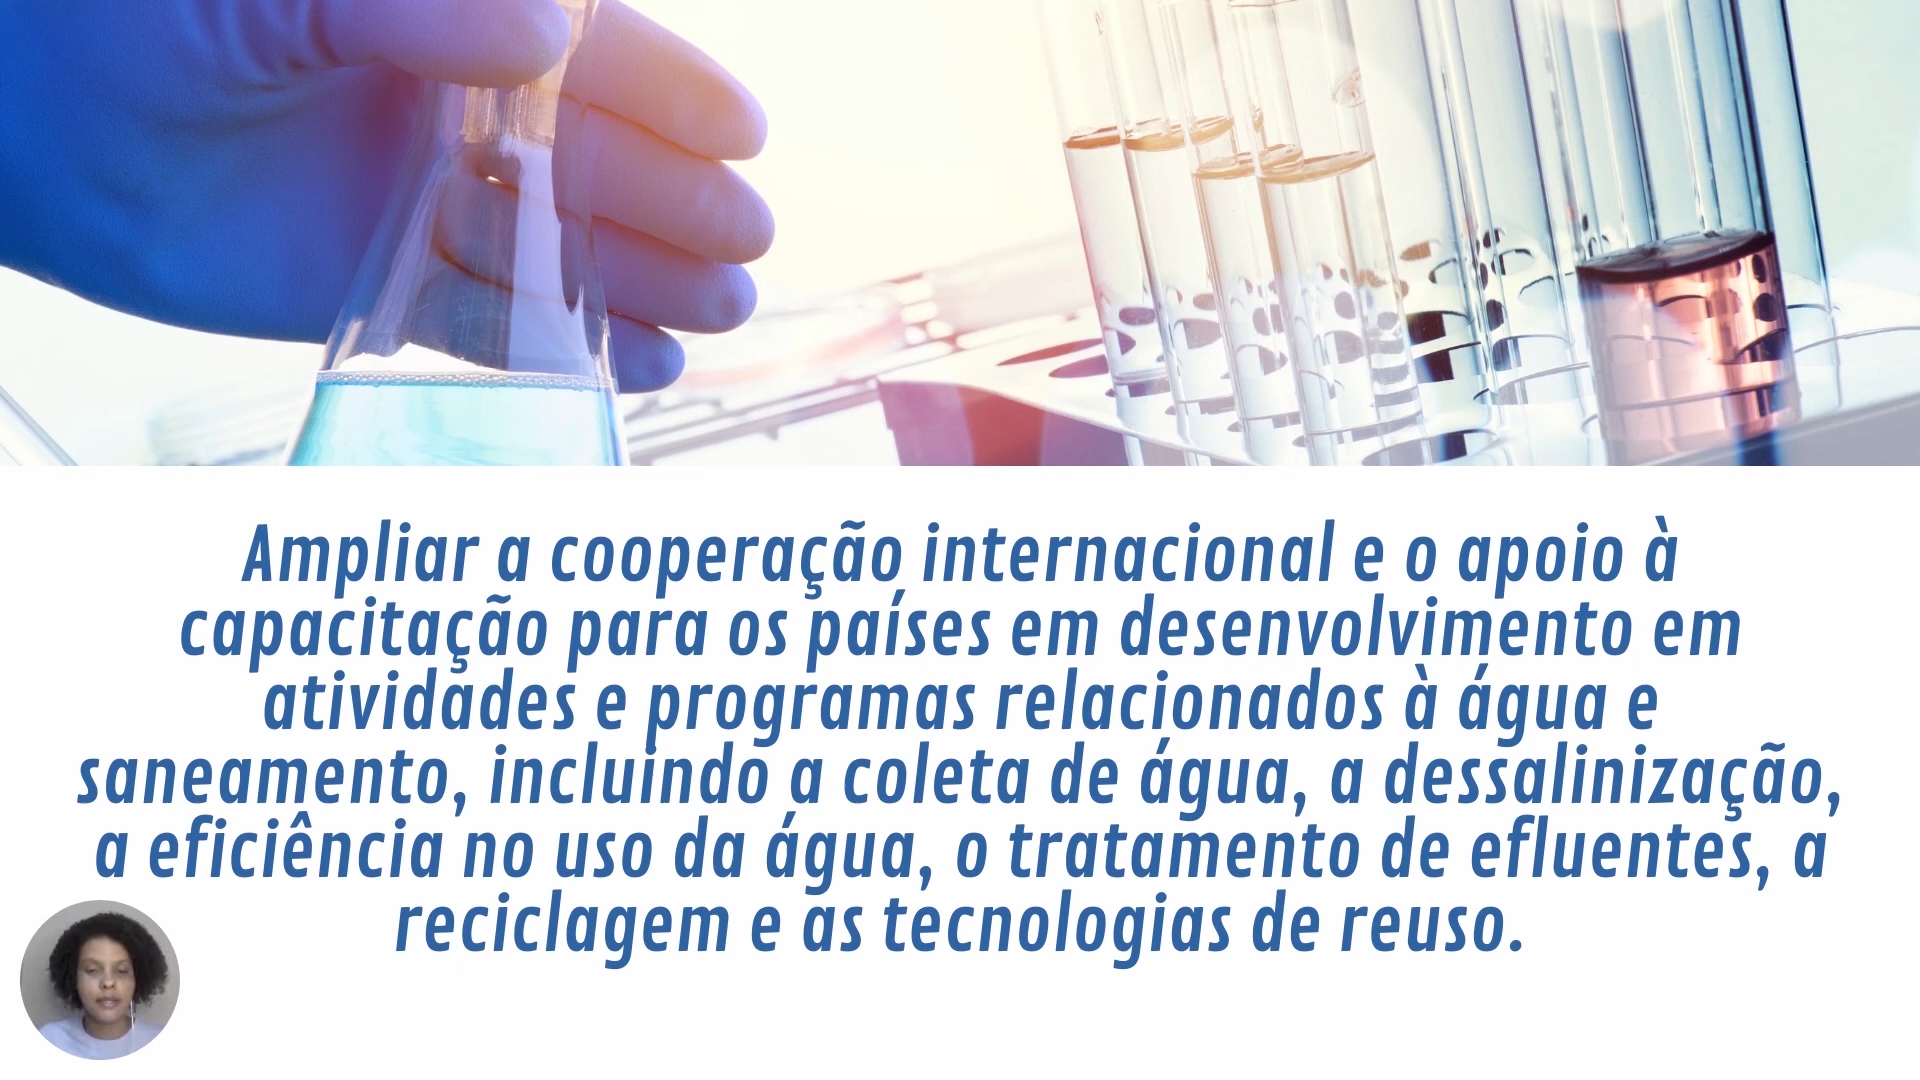 Ampliar a cooperação internacional e o apoio à
capacitação para os países em desenvolvimento em
atividades e programas relacionados à água e
saneamento, incluindo a coleta de água, a dessalinização,
a eficiência no uso da água, o tratamento de efluentes, a
reciclagem e as tecnologias de reuso.